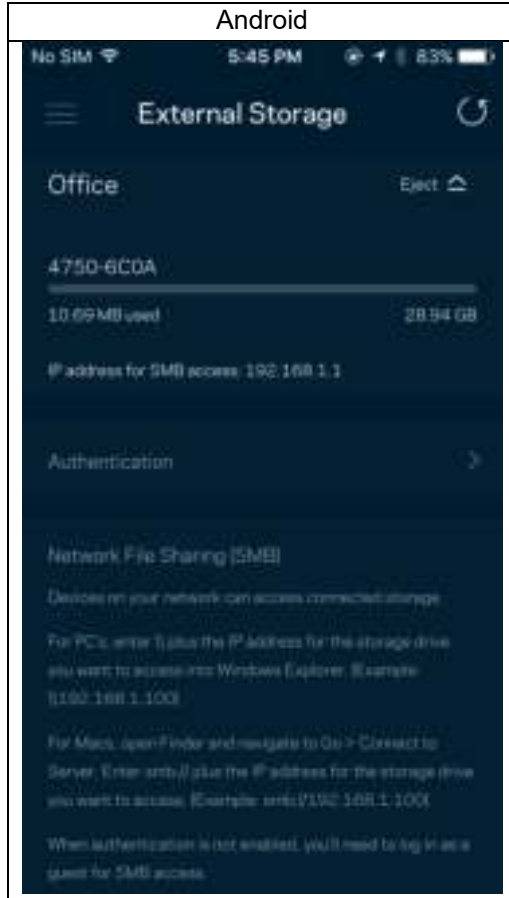 Android
No SIM 5:45 PM 83%
External Storage
Office Eject
4750-6C0A
10.69 MB used 28.94 GB
IP address for SMB access: 192.168.1.1
Authentication
Network File Sharing (SMB)
Devices on your network can access connected storage.
For PCs, enter \\ plus the IP address for the storage drive
you want to access into Windows Explorer. (Example:
\\192.168.1.100)
For Macs, open Finder and navigate to Go > Connect to
Server. Enter smb:// plus the IP address for the storage drive
you want to access. (Example: smb://192.168.1.100)
When authentication is not enabled, you'll need to log in as a
guest for SMB access.